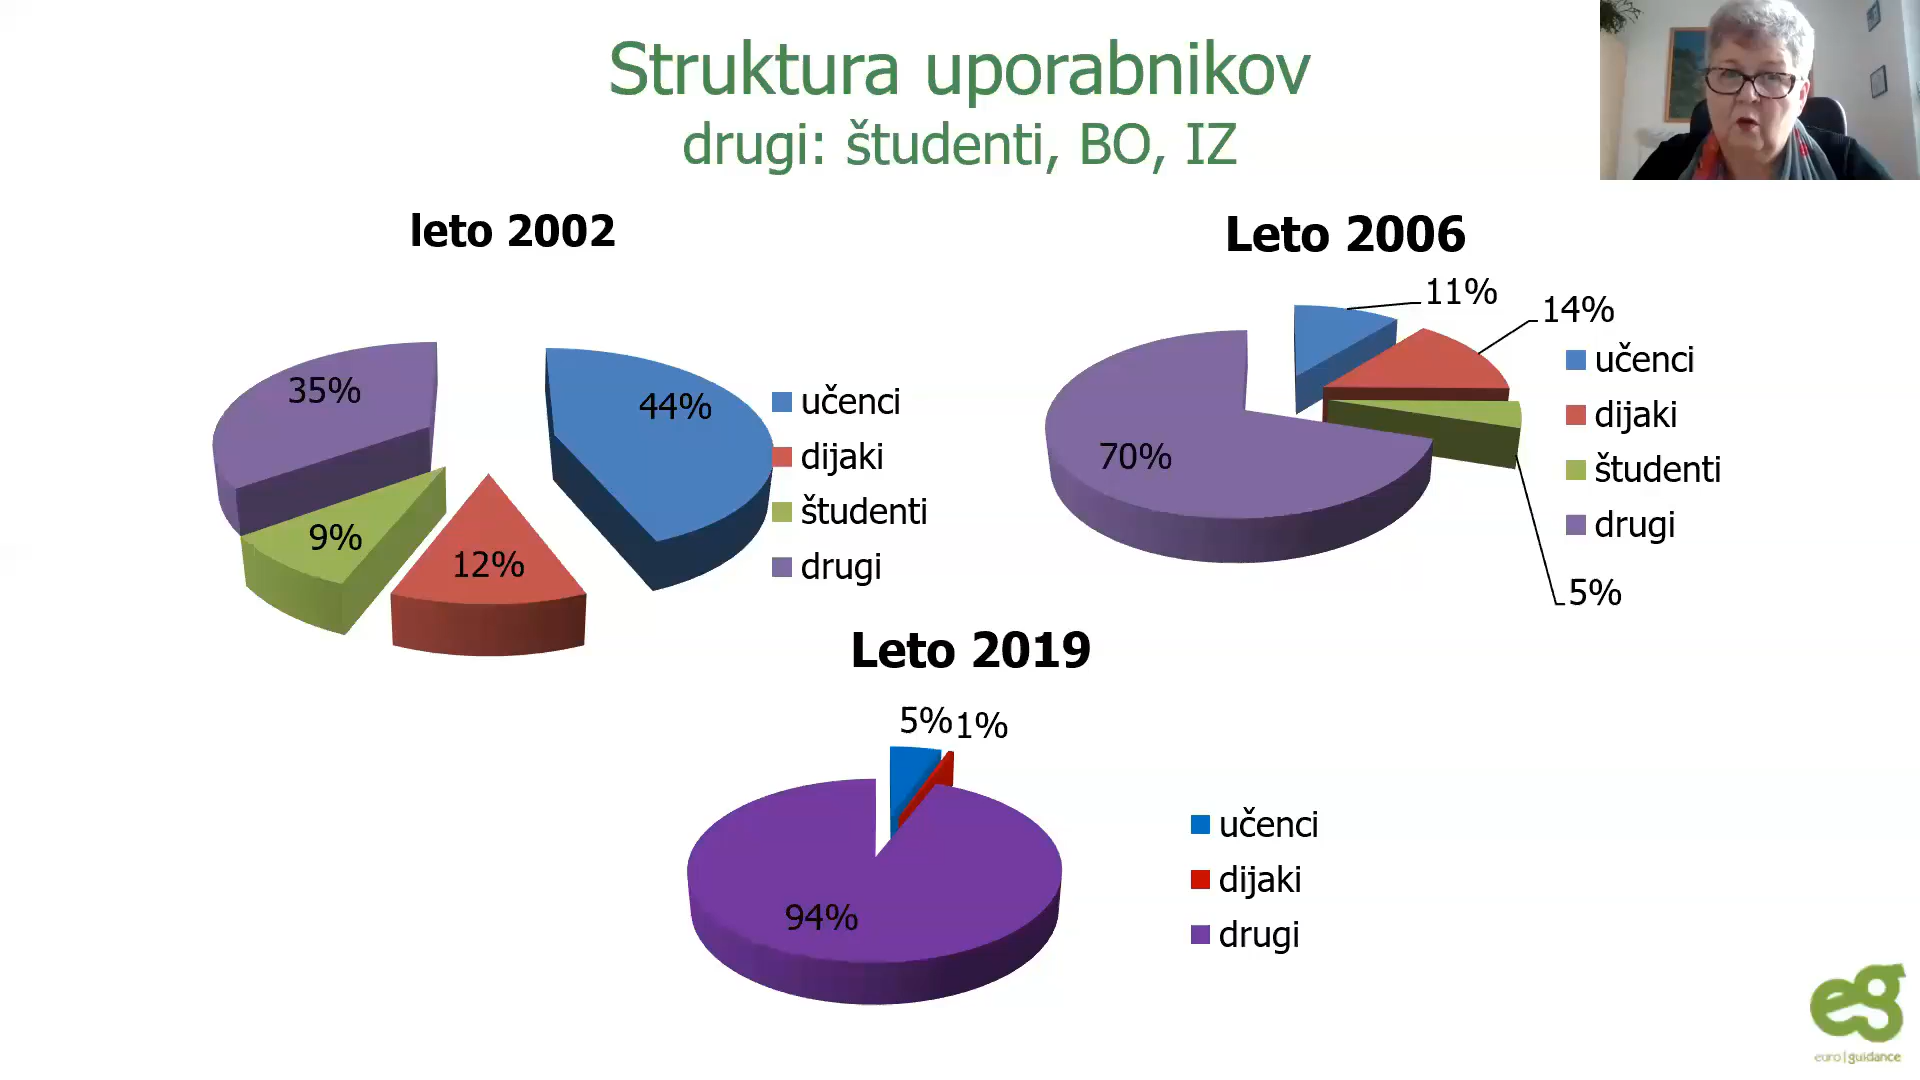 Struktura uporabnikov
drugi: študenti, BO, IZ
leto 2002
35%
44%
9%
12%
učenci
dijaki
študenti
drugi
Leto 2006
11%
14%
70%
5%
učenci
dijaki
študenti
drugi
Leto 2019
5%
1%
94%
učenci
dijaki
drugi
eg
euro|guidance